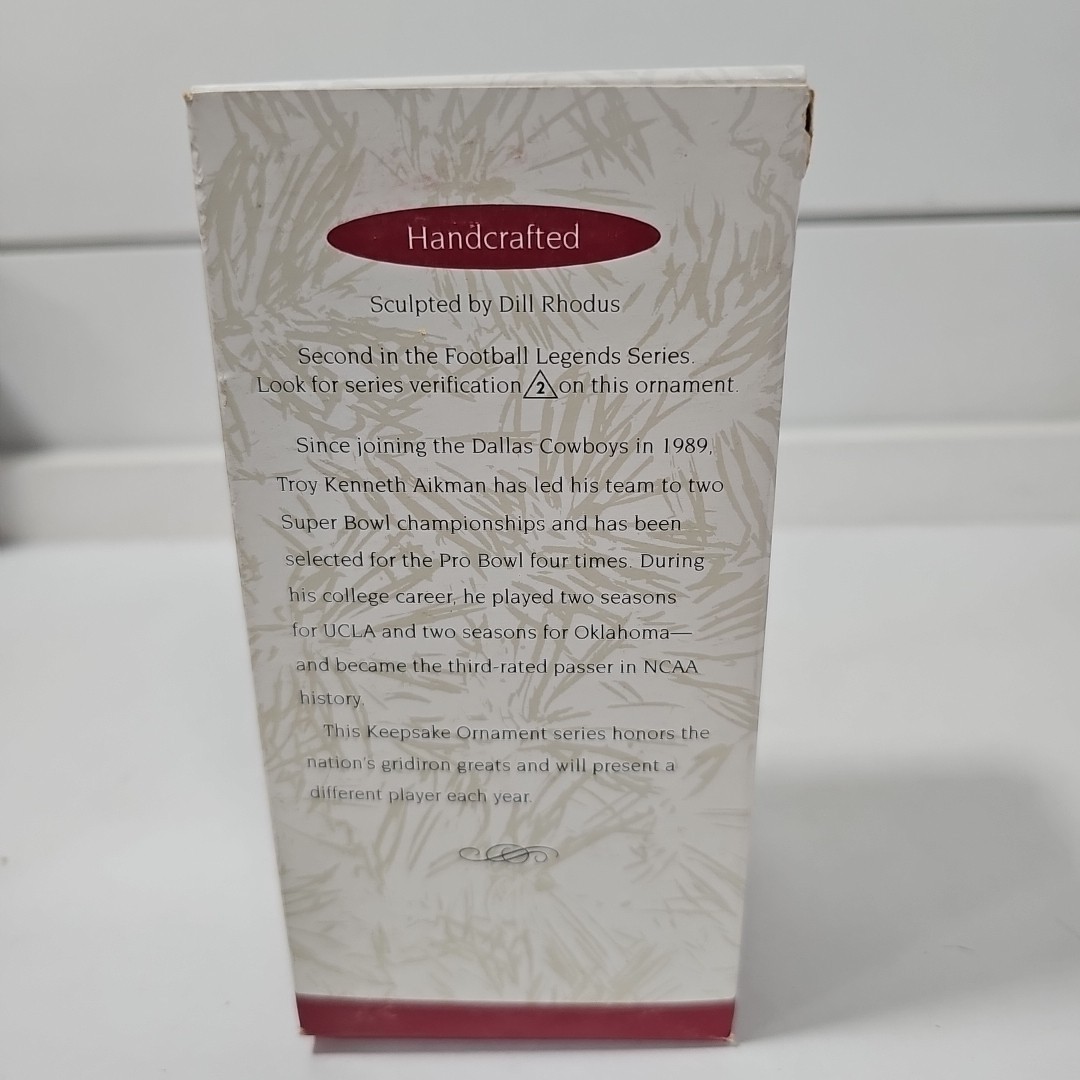 Handcrafted
Sculpted by Dill Rhodus
Second in the Football Legends Series.
Look for series verification 2 on this ornament.
Since joining the Dallas Cowboys in 1989,
Troy Kenneth Aikman has led his team to two
Super Bowl championships and has been
selected for the Pro Bowl four times. During
his college career, he played two seasons
for UCLA and two seasons for Oklahoma—
and became the third-rated passer in NCAA
history.
This Keepsake Ornament series honors the
nation's gridiron greats and will present a
different player each year.